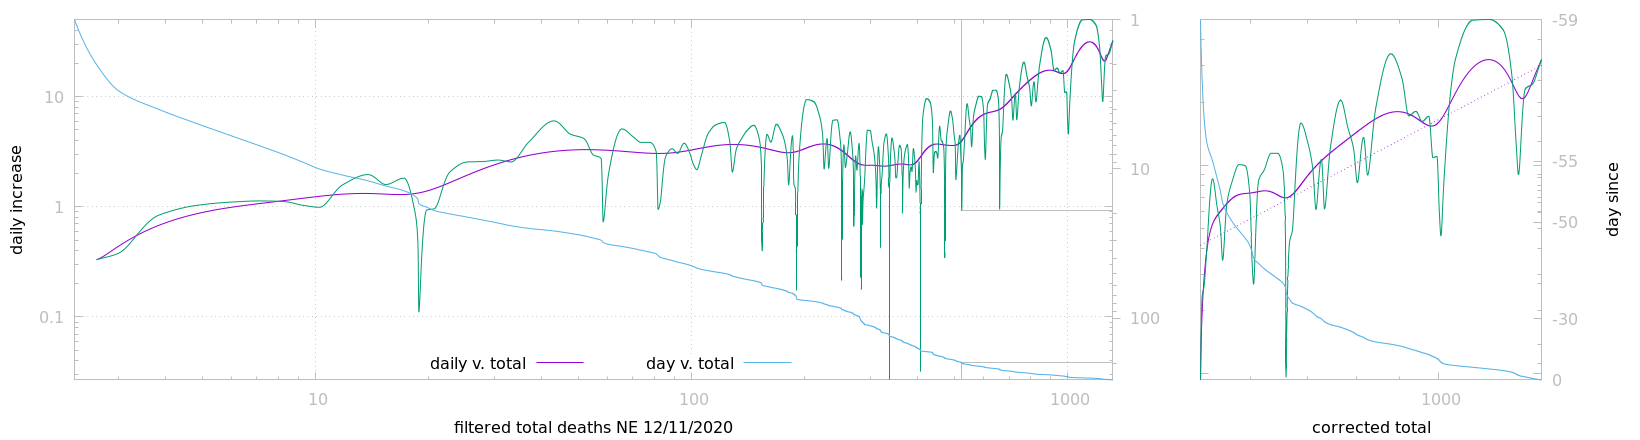 daily increase
10
1
0.1
10
100
1000
filtered total deaths NE 12/11/2020
daily v. total
day v. total
1
10
100
1000
corrected total
-59
-55
-50
-30
0
day since